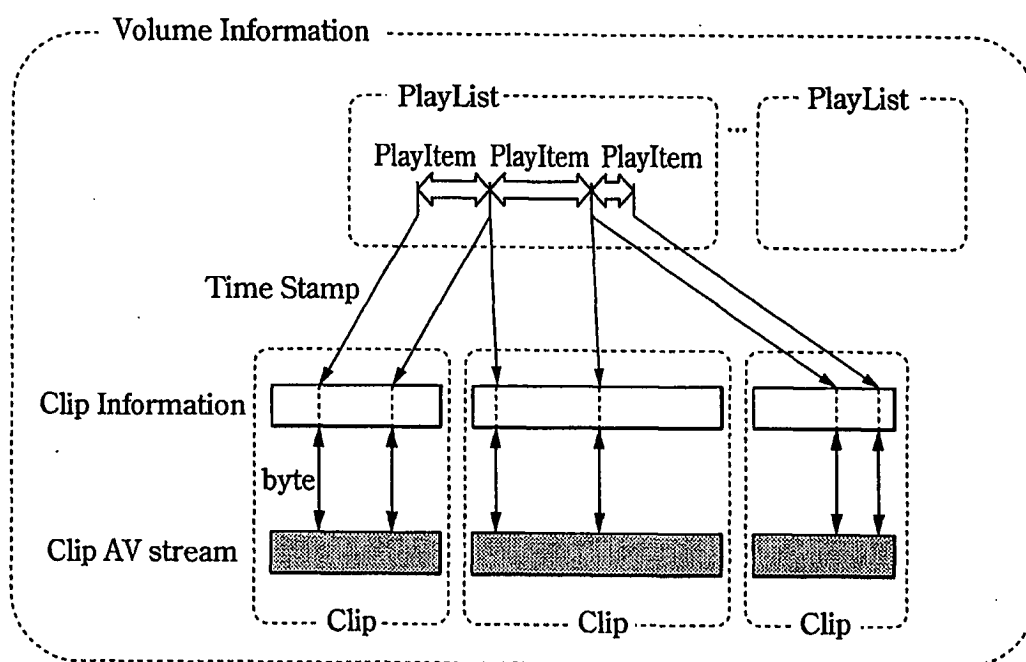 Volume Information
PlayList
PlayList
...
PlayItem PlayItem PlayItem
Time Stamp
Clip Information
byte
Clip AV stream
Clip
Clip
Clip